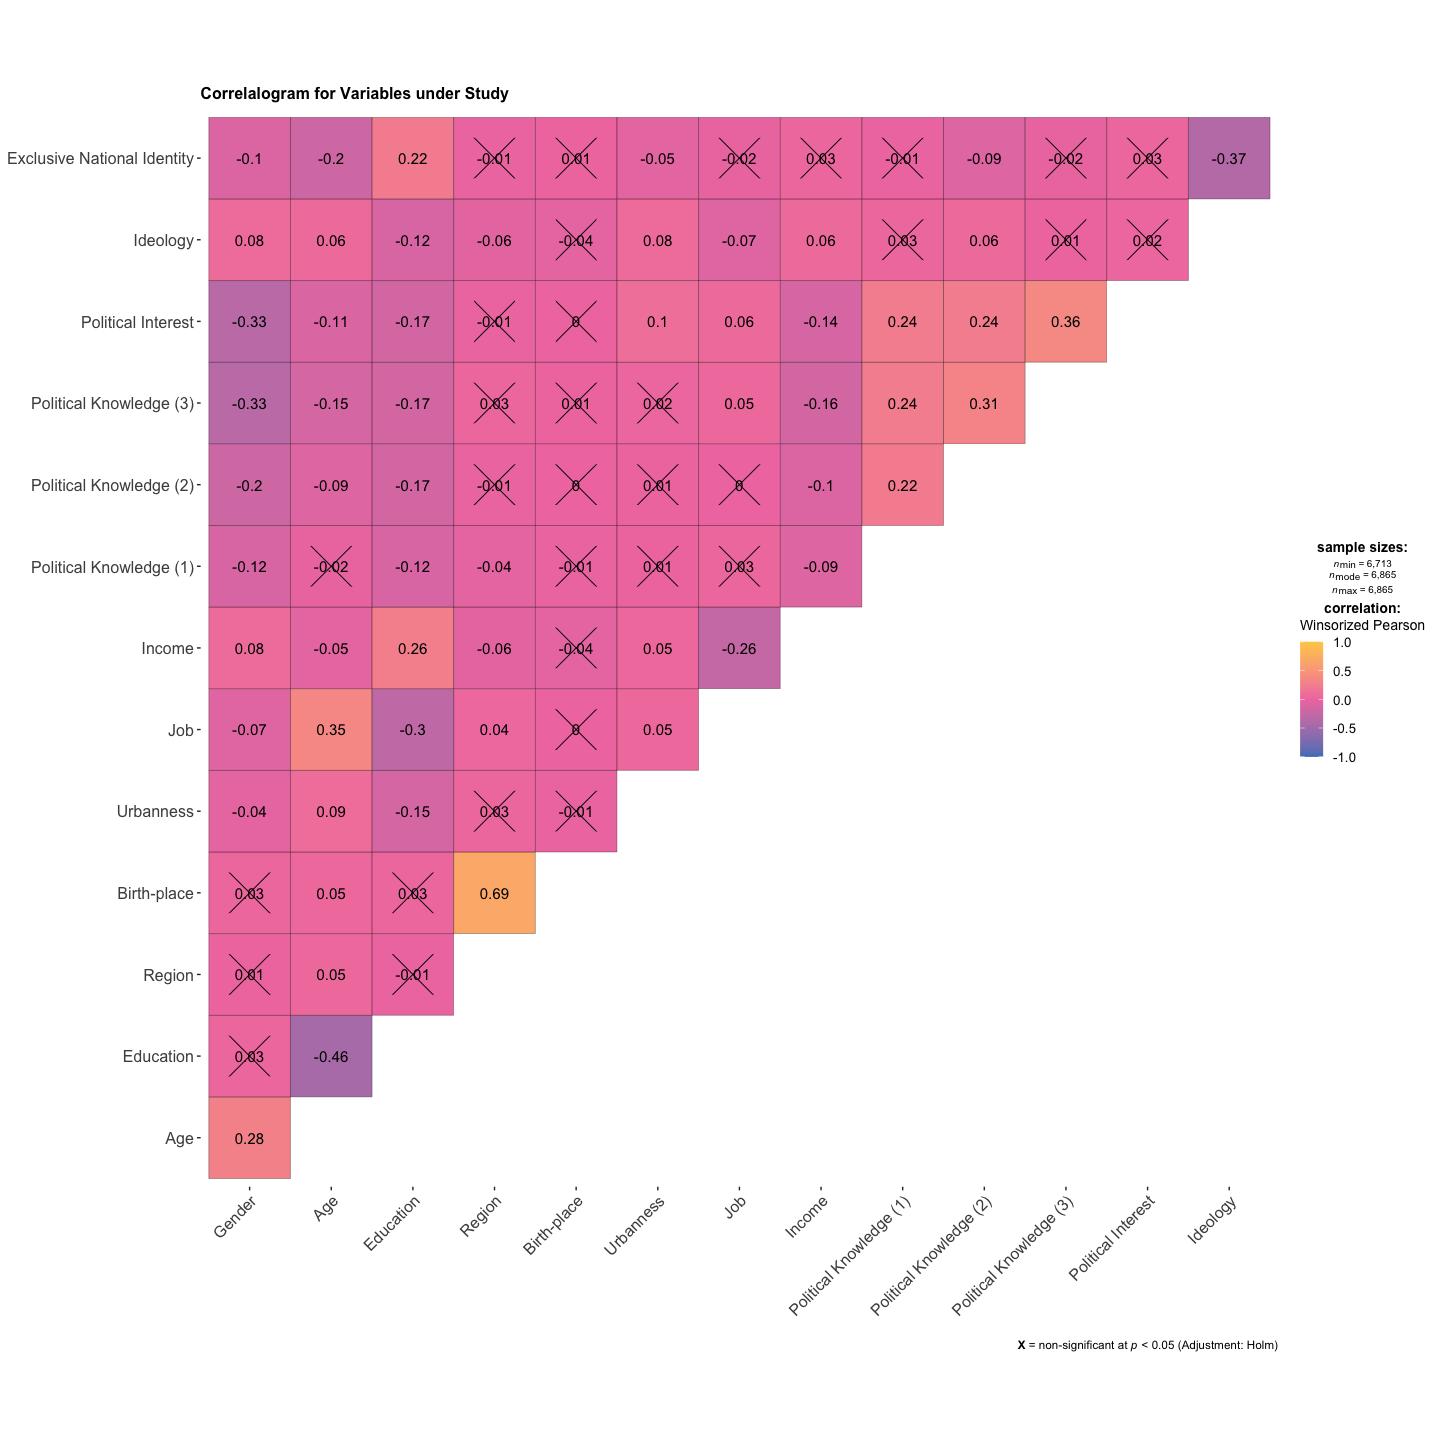 Correlalogram for Variables under Study
Exclusive National Identity -0.1 -0.2 0.22 -0.01 0.01 -0.05 -0.02 0.03 -0.01 -0.09 -0.02 0.03 -0.37
Ideology 0.08 0.06 -0.12 -0.06 -0.04 0.08 -0.07 0.06 0.03 0.06 0.01 0.02
Political Interest -0.33 -0.11 -0.17 -0.01 0 0.1 0.06 -0.14 0.24 0.24 0.36
Political Knowledge (3) -0.33 -0.15 -0.17 0.03 0.01 0.02 0.05 -0.16 0.24 0.31
Political Knowledge (2) -0.2 -0.09 -0.17 -0.01 0 0.01 0 -0.1 0.22
Political Knowledge (1) -0.12 -0.02 -0.12 -0.04 -0.01 0.01 0.03 -0.09
Income 0.08 -0.05 0.26 -0.06 -0.04 0.05 -0.26
Job -0.07 0.35 -0.3 0.04 0 0.05
Urbanness -0.04 0.09 -0.15 0.03 -0.01
Birth-place 0.03 0.05 0.03 0.69
Region 0.01 0.05 -0.01
Education 0.03 -0.46
Age 0.28
Gender
Age
Education
Region
Birth-place
Urbanness
Job
Income
Political Knowledge (1)
Political Knowledge (2)
Political Knowledge (3)
Political Interest
Ideology
sample sizes:
nmin = 6,713
nmode = 6,865
nmax = 6,865
correlation:
Winsorized Pearson
1.0
0.5
0.0
-0.5
-1.0
X = non-significant at p < 0.05 (Adjustment: Holm)